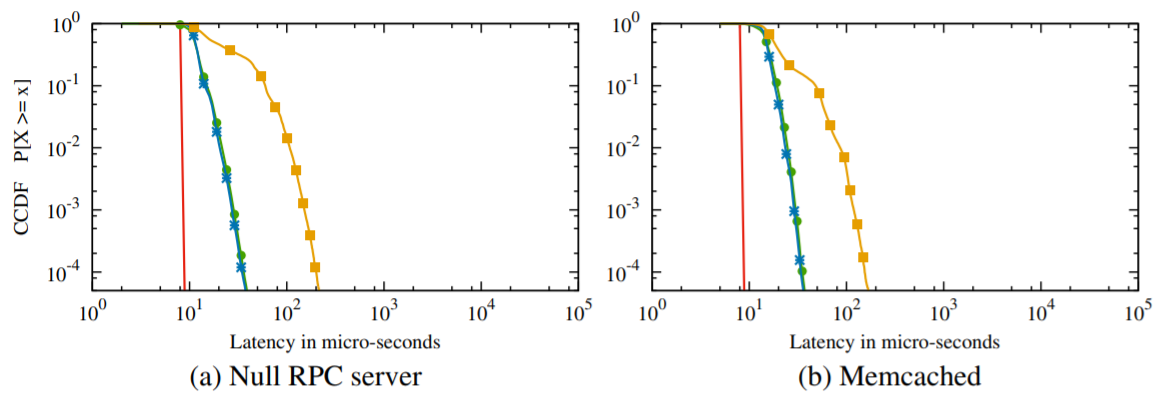 10^0
10^-1
10^-2
10^-3
10^-4
CCDF P[X >= x]
10^0 10^1 10^2 10^3 10^4 10^5
Latency in micro-seconds
(a) Null RPC server
10^0
10^-1
10^-2
10^-3
10^-4
10^0 10^1 10^2 10^3 10^4 10^5
Latency in micro-seconds
(b) Memcached